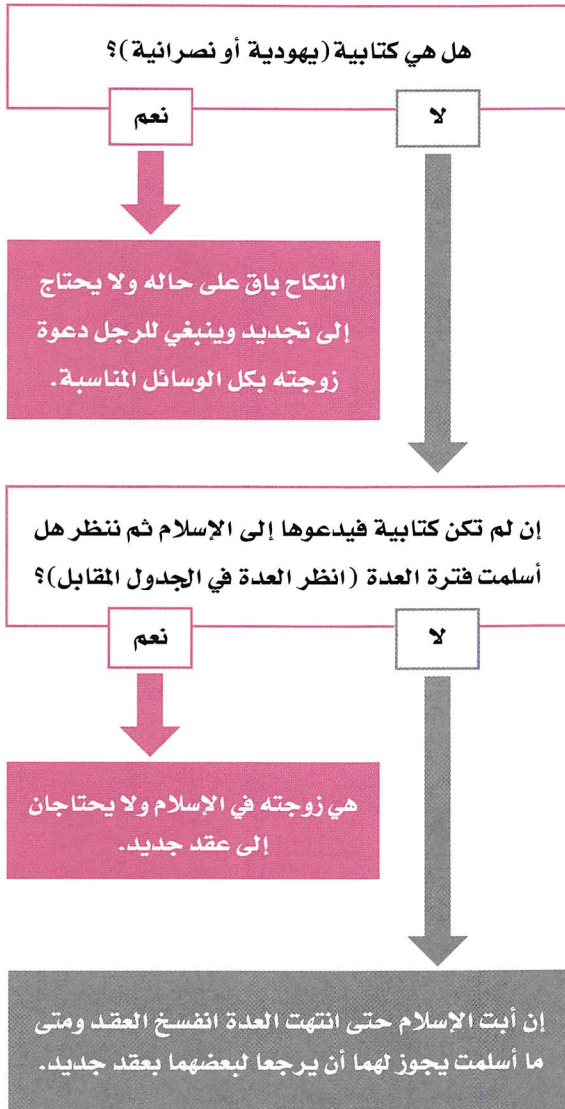 هل هي كتابية (يهودية أو نصرانية)؟
نعم
لا
النكاح باق على حاله ولا يحتاج
إلى تجديد وينبغي للرجل دعوة
زوجته بكل الوسائل المناسبة.
إن لم تكن كتابية فيدعوها إلى الإسلام ثم ننظر هل
أسلمت فترة العدة (انظر العدة في الجدول المقابل)؟
نعم
لا
هي زوجته في الإسلام ولا يحتاجان
إلى عقد جديد.
إن أبت الإسلام حتى انتهت العدة انفسخ العقد ومتى
ما أسلمت يجوز لهما أن يرجعا لبعضهما بعقد جديد.